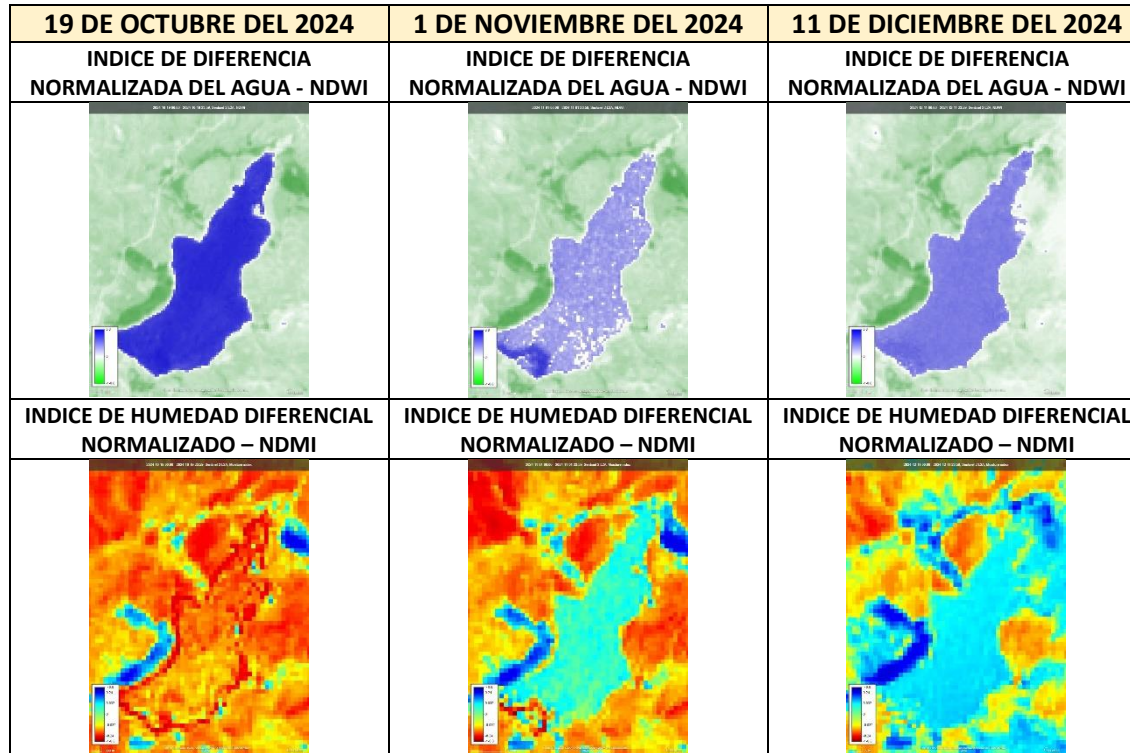 19 DE OCTUBRE DEL 2024
1 DE NOVIEMBRE DEL 2024
11 DE DICIEMBRE DEL 2024
INDICE DE DIFERENCIA
NORMALIZADA DEL AGUA - NDWI
INDICE DE DIFERENCIA
NORMALIZADA DEL AGUA - NDWI
INDICE DE DIFERENCIA
NORMALIZADA DEL AGUA - NDWI
INDICE DE HUMEDAD DIFERENCIAL
NORMALIZADO – NDMI
INDICE DE HUMEDAD DIFERENCIAL
NORMALIZADO – NDMI
INDICE DE HUMEDAD DIFERENCIAL
NORMALIZADO – NDMI